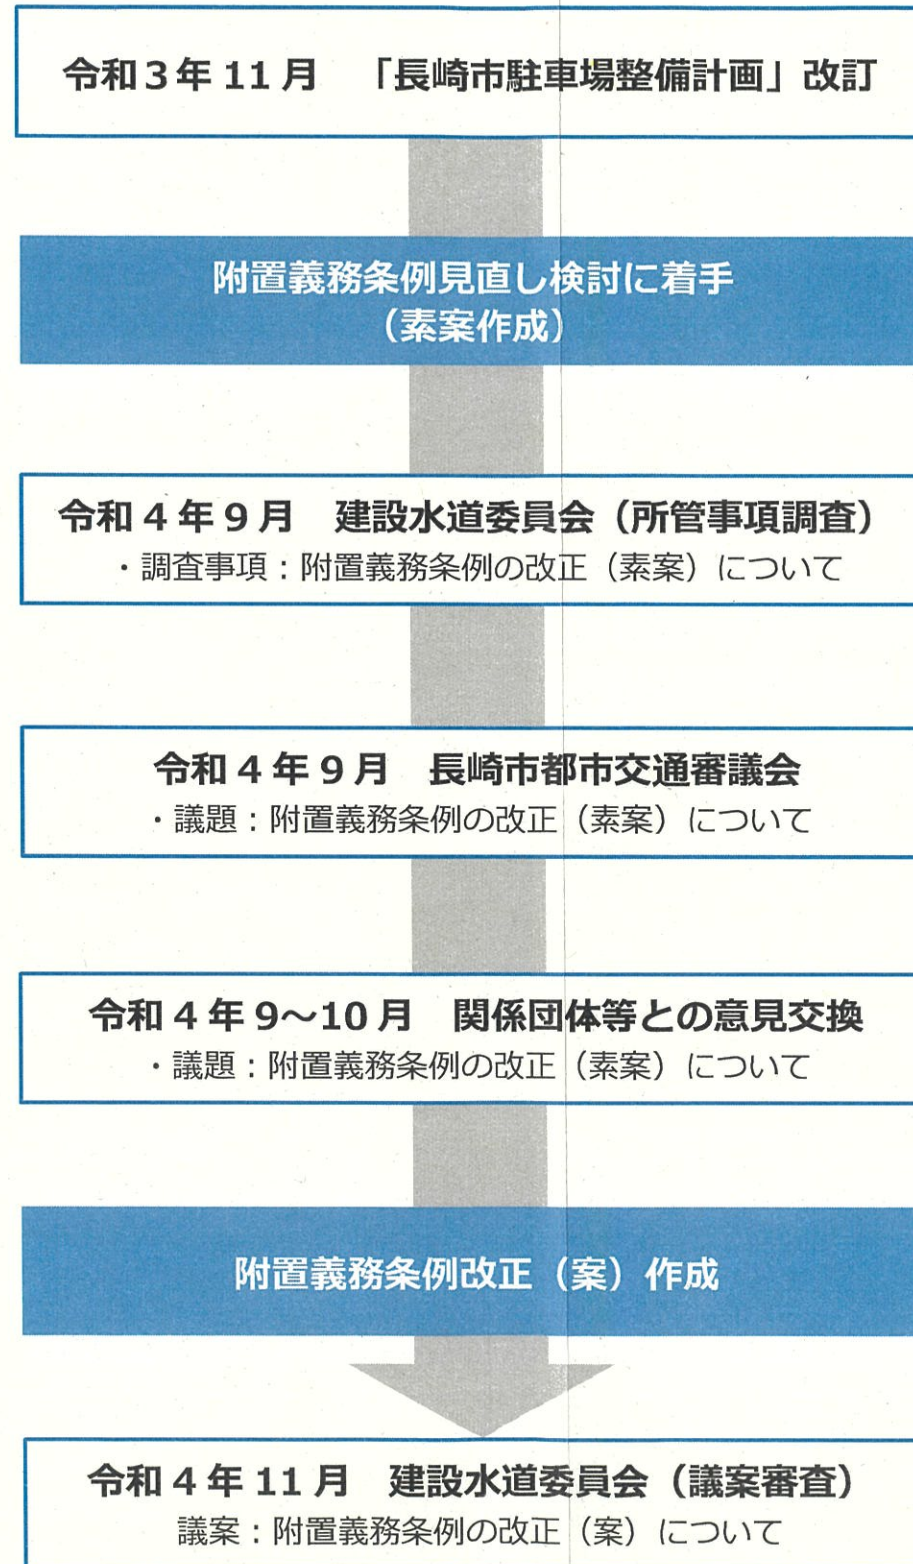 令和3年11月　「長崎市駐車場整備計画」改訂
附置義務条例見直し検討に着手
（素案作成）
令和4年9月　建設水道委員会（所管事項調査）
・調査事項：附置義務条例の改正（素案）について
令和4年9月　長崎市都市交通審議会
・議題：附置義務条例の改正（素案）について
令和4年9～10月　関係団体等との意見交換
・議題：附置義務条例の改正（素案）について
附置義務条例改正（案）作成
令和4年11月　建設水道委員会（議案審査）
議案：附置義務条例の改正（案）について